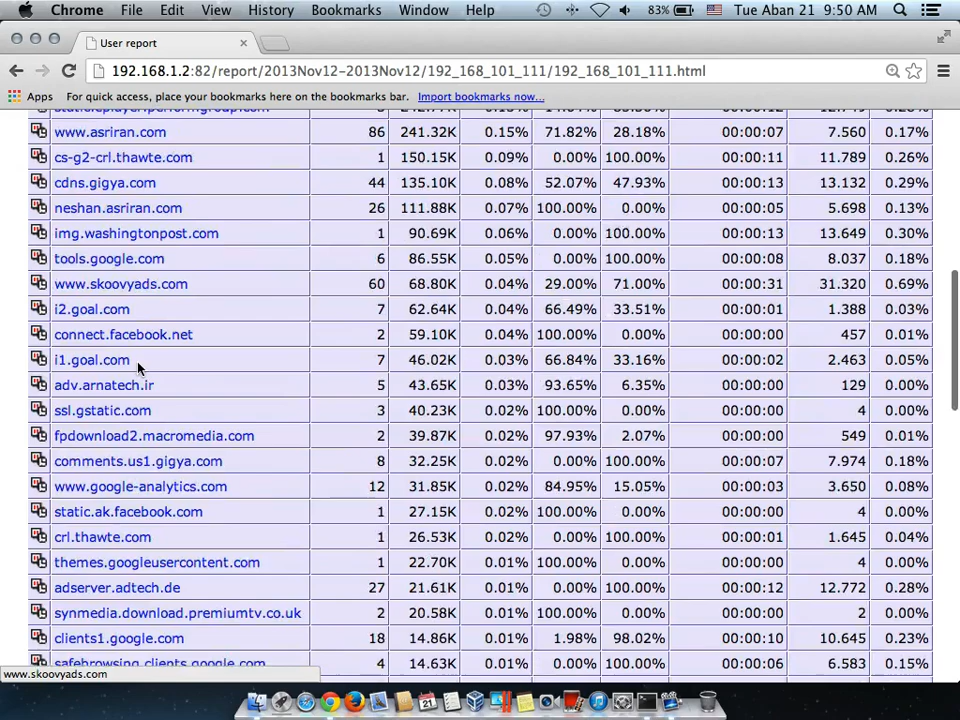 Chrome File Edit View History Bookmarks Window Help 83% Tue Aban 21 9:50 AM
User report
192.168.1.2:82/report/2013Nov12-2013Nov12/192_168_101_111/192_168_101_111.html
Apps For quick access, place your bookmarks here on the bookmarks bar. Import bookmarks now...
www.asriran.com 86 241.32K 0.15% 71.82% 28.18% 00:00:07 7.560 0.17%
cs-g2-crl.thawte.com 1 150.15K 0.09% 0.00% 100.00% 00:00:11 11.789 0.26%
cdns.gigya.com 44 135.10K 0.08% 52.07% 47.93% 00:00:13 13.132 0.29%
neshan.asriran.com 26 111.88K 0.07% 100.00% 0.00% 00:00:05 5.698 0.13%
img.washingtonpost.com 1 90.69K 0.06% 0.00% 100.00% 00:00:13 13.649 0.30%
tools.google.com 6 86.55K 0.05% 0.00% 100.00% 00:00:08 8.037 0.18%
www.skoovyads.com 60 68.80K 0.04% 29.00% 71.00% 00:00:31 31.320 0.69%
i2.goal.com 7 62.64K 0.04% 66.49% 33.51% 00:00:01 1.388 0.03%
connect.facebook.net 2 59.10K 0.04% 100.00% 0.00% 00:00:00 457 0.01%
i1.goal.com 7 46.02K 0.03% 66.84% 33.16% 00:00:02 2.463 0.05%
adv.arnatech.ir 5 43.65K 0.03% 93.65% 6.35% 00:00:00 129 0.00%
ssl.gstatic.com 3 40.23K 0.02% 100.00% 0.00% 00:00:00 4 0.00%
fpdownload2.macromedia.com 2 39.87K 0.02% 97.93% 2.07% 00:00:00 549 0.01%
comments.us1.gigya.com 8 32.25K 0.02% 0.00% 100.00% 00:00:07 7.974 0.18%
www.google-analytics.com 12 31.85K 0.02% 84.95% 15.05% 00:00:03 3.650 0.08%
static.ak.facebook.com 1 27.15K 0.02% 100.00% 0.00% 00:00:00 4 0.00%
crl.thawte.com 1 26.53K 0.02% 0.00% 100.00% 00:00:01 1.645 0.04%
themes.googleusercontent.com 1 22.70K 0.01% 100.00% 0.00% 00:00:00 4 0.00%
adserver.adtech.de 27 21.61K 0.01% 0.00% 100.00% 00:00:12 12.772 0.28%
synmedia.download.premiumtv.co.uk 2 20.58K 0.01% 100.00% 0.00% 00:00:00 2 0.00%
clients1.google.com 18 14.86K 0.01% 1.98% 98.02% 00:00:10 10.645 0.23%
safebrowsing.clients.google.com 4 14.63K 0.01% 0.00% 100.00% 00:00:06 6.583 0.15%
www.skoovyads.com